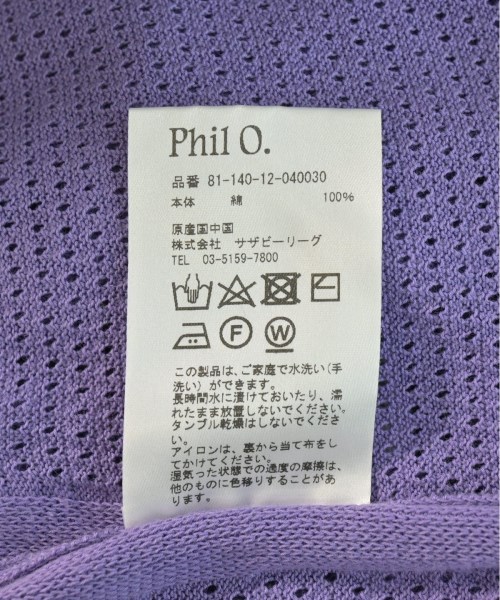 Phil O.
品番 81-140-12-040030
本体 綿 100%
原産国中国
株式会社 サザビーリーグ
TEL 03-5159-7800
F W
この製品は、ご家庭で水洗い(手
洗い)ができます。
長時間水に漬けておいたり、濡
れたまま放置しないでください。
タンブル乾燥はしないでください
。
アイロンは、裏から当て布をし
てかけてください。
湿気った状態での過度の摩擦は、
他のものに色移りすることがあ
ります。